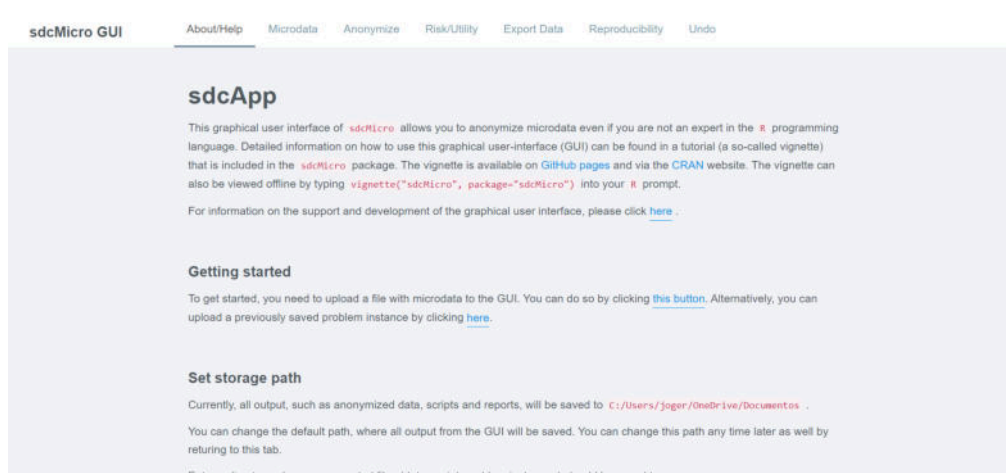 sdcMicro GUI About/Help Microdata Anonymize Risk/Utility Export Data Reproducibility Undo
sdcApp
This graphical user interface of sdcMicro allows you to anonymize microdata even if you are not an expert in the R programming
language. Detailed information on how to use this graphical user-interface (GUI) can be found in a tutorial (a so-called vignette)
that is included in the sdcMicro package. The vignette is available on GitHub pages and via the CRAN website. The vignette can
also be viewed offline by typing vignette("sdcMicro", package="sdcMicro") into your R prompt.
For information on the support and development of the graphical user interface, please click here .
Getting started
To get started, you need to upload a file with microdata to the GUI. You can do so by clicking this button. Alternatively, you can
upload a previously saved problem instance by clicking here.
Set storage path
Currently, all output, such as anonymized data, scripts and reports, will be saved to C:/Users/joger/OneDrive/Documentos .
You can change the default path, where all output from the GUI will be saved. You can change this path any time later as well by
returing to this tab.